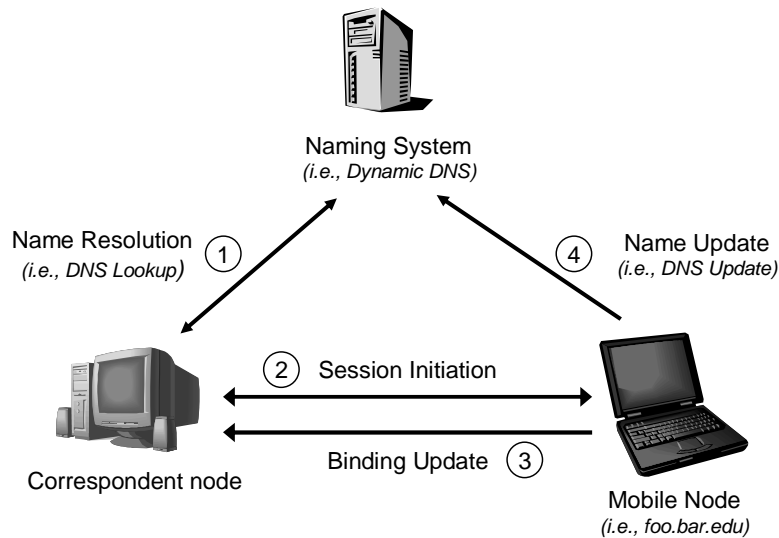 Naming System
(i.e., Dynamic DNS)
Name Resolution
(i.e., DNS Lookup)
1
4
Name Update
(i.e., DNS Update)
2 Session Initiation
Binding Update 3
Correspondent node
Mobile Node
(i.e., foo.bar.edu)